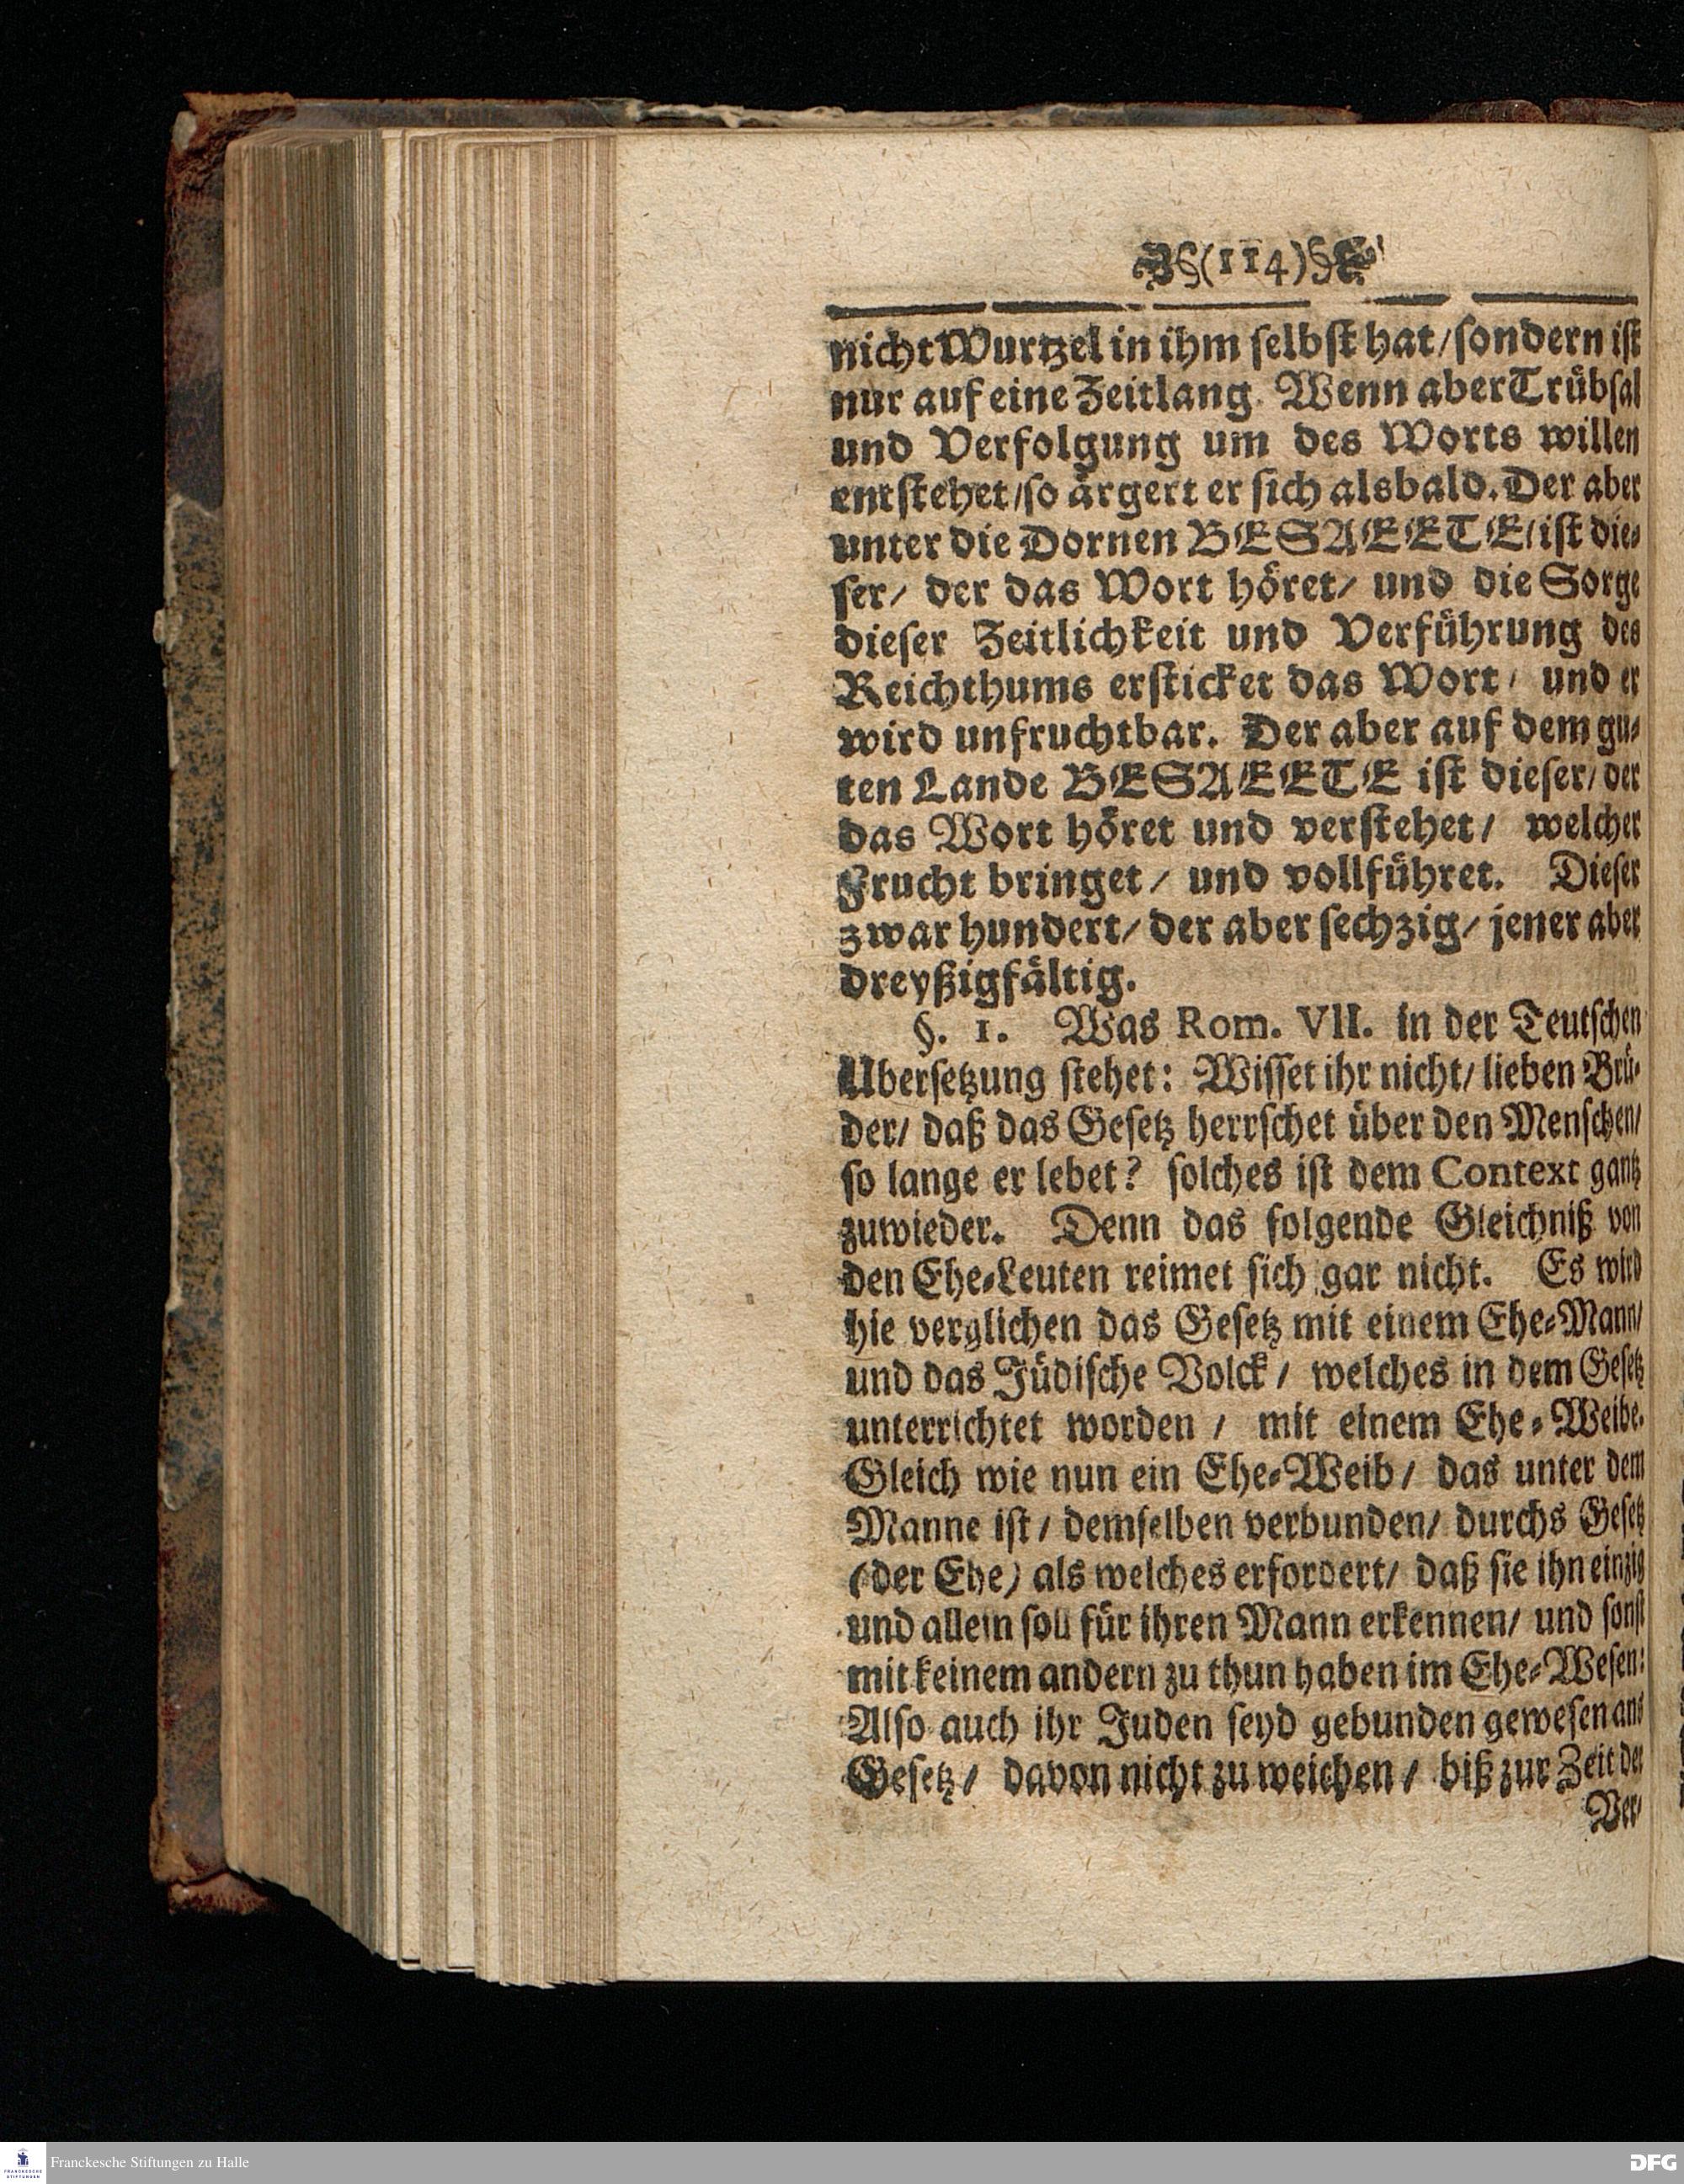 (114)
nicht Wurtzel in ihm selbst hat/sondern ist
nur auf eine Zeitlang. Wenn aber Trübsal
und Verfolgung um des Worts willen
entstehet/so ärgert er sich alsbald. Der aber
unter die Dornen BESAEETE/ist die-
ser/ der das Wort höret/ und die Sorge
dieser Zeitlichkeit und Verführung des
Reichthums ersticket das Wort/ und er
wird unfruchtbar. Der aber auf dem gu-
ten Lande BESAEETE ist dieser/der
das Wort höret und verstehet/ welcher
Frucht bringet/ und vollführet. Dieser
zwar hundert/der aber sechzig/jener aber
dreyßigfältig.
§. 1. Was Rom. VII. in der Teutschen
Ubersetzung stehet: Wisset ihr nicht/lieben Brü-
der/ daß das Gesetz herrschet über den Menschen/
so lange er lebet? solches ist dem Context gantz
zuwieder. Denn das folgende Gleichniß von
den Ehe-Leuten reimet sich gar nicht. Es wird
hie verglichen das Gesetz mit einem Ehe-Mann/
und das Jüdische Volck/ welches in dem Gesetz
unterrichtet worden/ mit einem Ehe-Weibe.
Gleich wie nun ein Ehe-Weib/ das unter dem
Manne ist/ demselben verbunden/ durchs Gesetz
(der Ehe) als welches erfordert/ daß sie ihn einzig
und allein soll für ihren Mann erkennen/ und sonst
mit keinem andern zu thun haben im Ehe-Wesen:
Also auch ihr Juden seyd gebunden gewesen ans
Gesetz/ davon nicht zu weichen/ biß zur Zeit der
Ver-
FRANCKESCHE STIFTUNGEN
Franckesche Stiftungen zu Halle
DFG